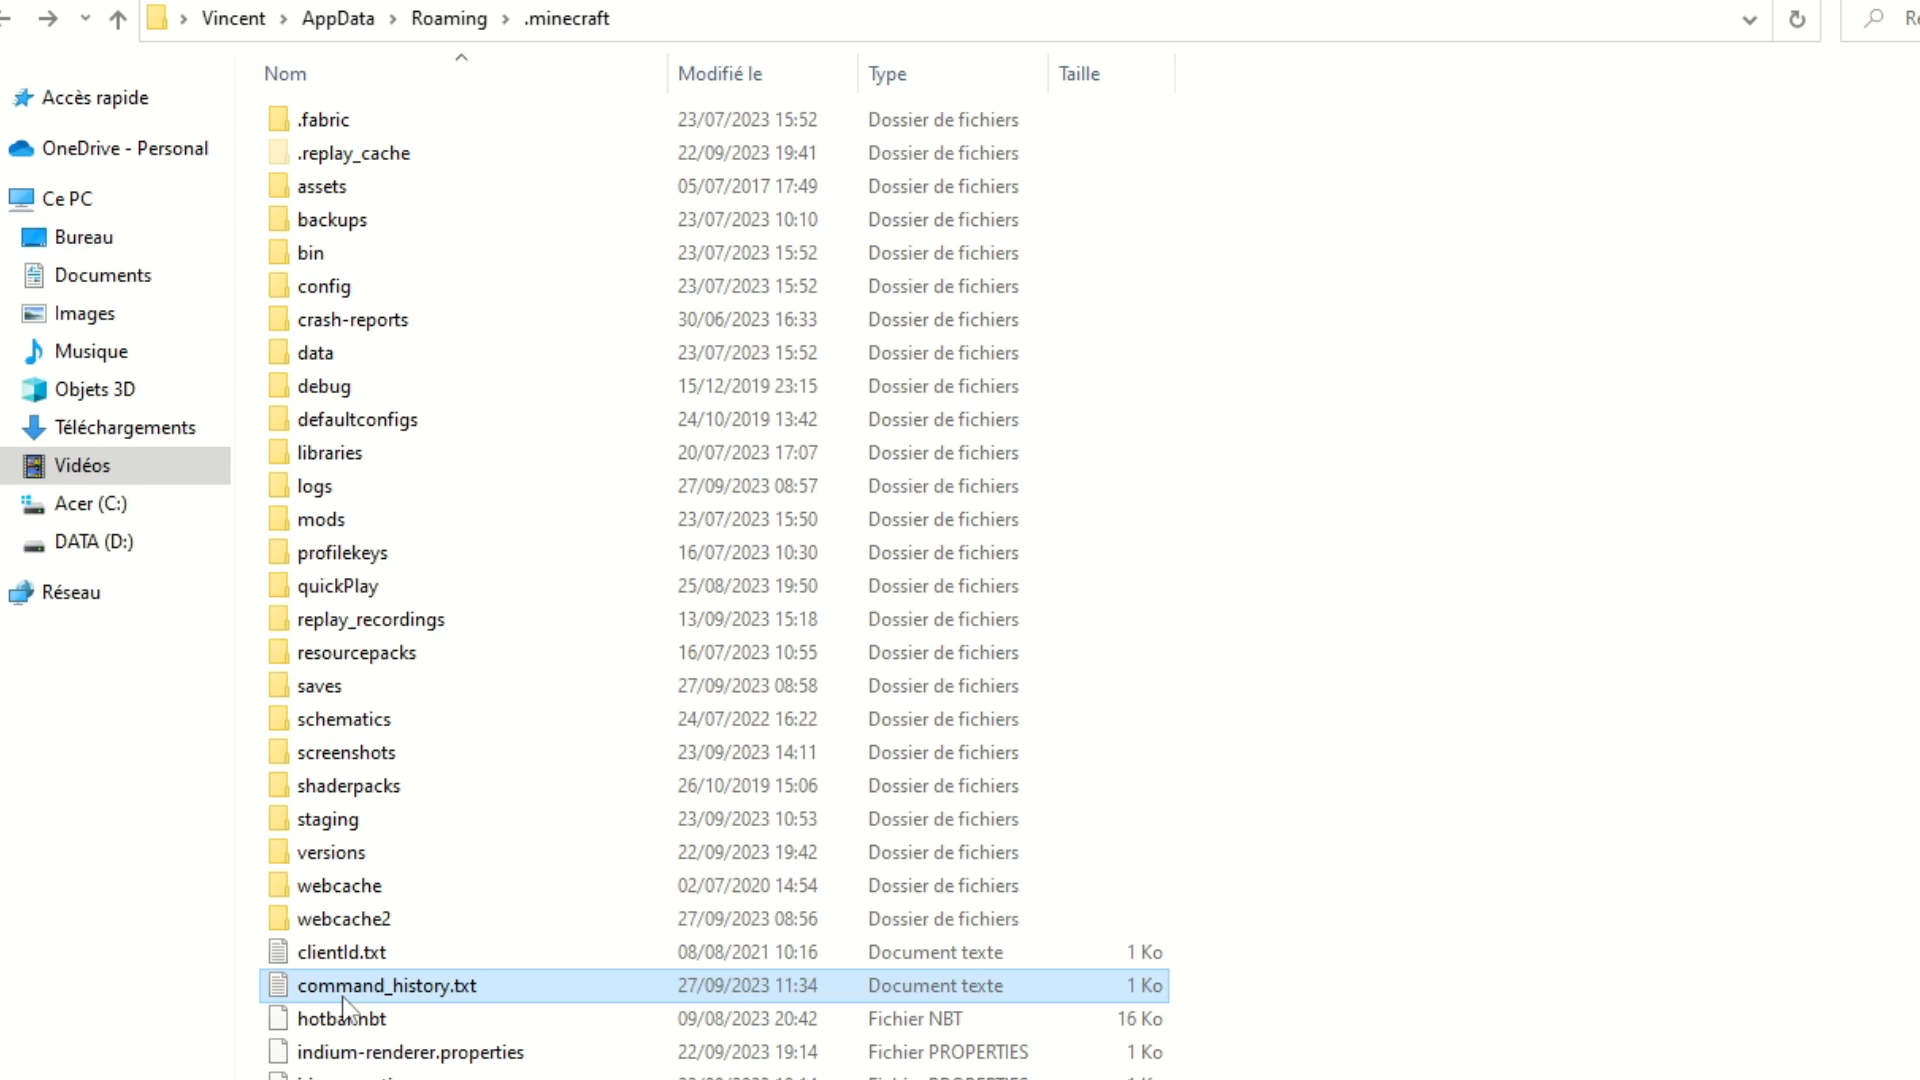 Vincent > AppData > Roaming > .minecraft
Nom Modifié le Type Taille
Accès rapide
OneDrive - Personal
Ce PC
Bureau
Documents
Images
Musique
Objets 3D
Téléchargements
Vidéos
Acer (C:)
DATA (D:)
Réseau
.fabric 23/07/2023 15:52 Dossier de fichiers
.replay_cache 22/09/2023 19:41 Dossier de fichiers
assets 05/07/2017 17:49 Dossier de fichiers
backups 23/07/2023 10:10 Dossier de fichiers
bin 23/07/2023 15:52 Dossier de fichiers
config 23/07/2023 15:52 Dossier de fichiers
crash-reports 30/06/2023 16:33 Dossier de fichiers
data 23/07/2023 15:52 Dossier de fichiers
debug 15/12/2019 23:15 Dossier de fichiers
defaultconfigs 24/10/2019 13:42 Dossier de fichiers
libraries 20/07/2023 17:07 Dossier de fichiers
logs 27/09/2023 08:57 Dossier de fichiers
mods 23/07/2023 15:50 Dossier de fichiers
profilekeys 16/07/2023 10:30 Dossier de fichiers
quickPlay 25/08/2023 19:50 Dossier de fichiers
replay_recordings 13/09/2023 15:18 Dossier de fichiers
resourcepacks 16/07/2023 10:55 Dossier de fichiers
saves 27/09/2023 08:58 Dossier de fichiers
schematics 24/07/2022 16:22 Dossier de fichiers
screenshots 23/09/2023 14:11 Dossier de fichiers
shaderpacks 26/10/2019 15:06 Dossier de fichiers
staging 23/09/2023 10:53 Dossier de fichiers
versions 22/09/2023 19:42 Dossier de fichiers
webcache 02/07/2020 14:54 Dossier de fichiers
webcache2 27/09/2023 08:56 Dossier de fichiers
clientId.txt 08/08/2021 10:16 Document texte 1 Ko
command_history.txt 27/09/2023 11:34 Document texte 1 Ko
hotbar.nbt 09/08/2023 20:42 Fichier NBT 16 Ko
indium-renderer.properties 22/09/2023 19:14 Fichier PROPERTIES 1 Ko